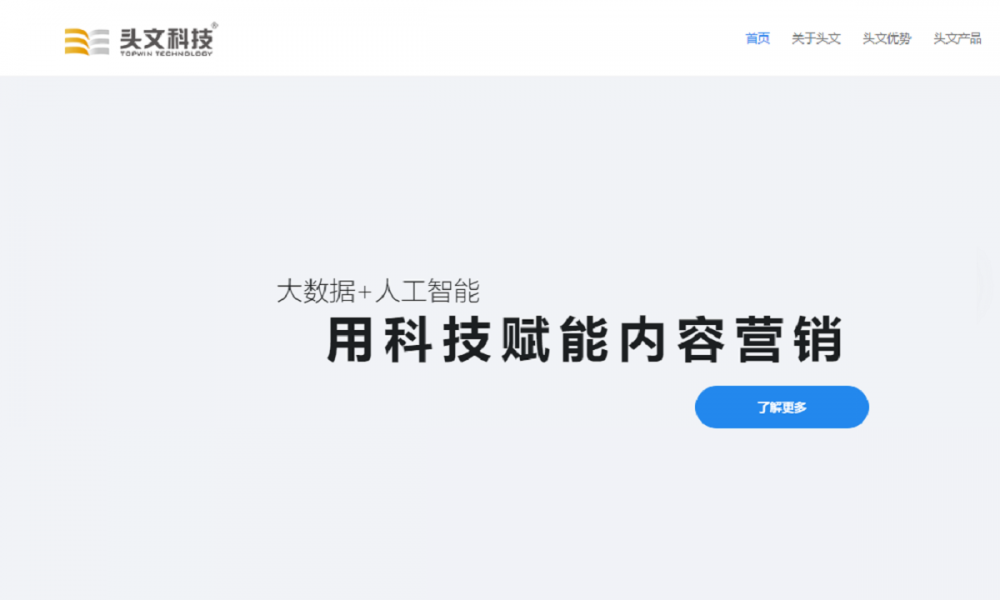 头文科技®
TOPWIN TECHNOLOGY
首页 关于头文 头文优势 头文产品
大数据+人工智能
用科技赋能内容营销
了解更多